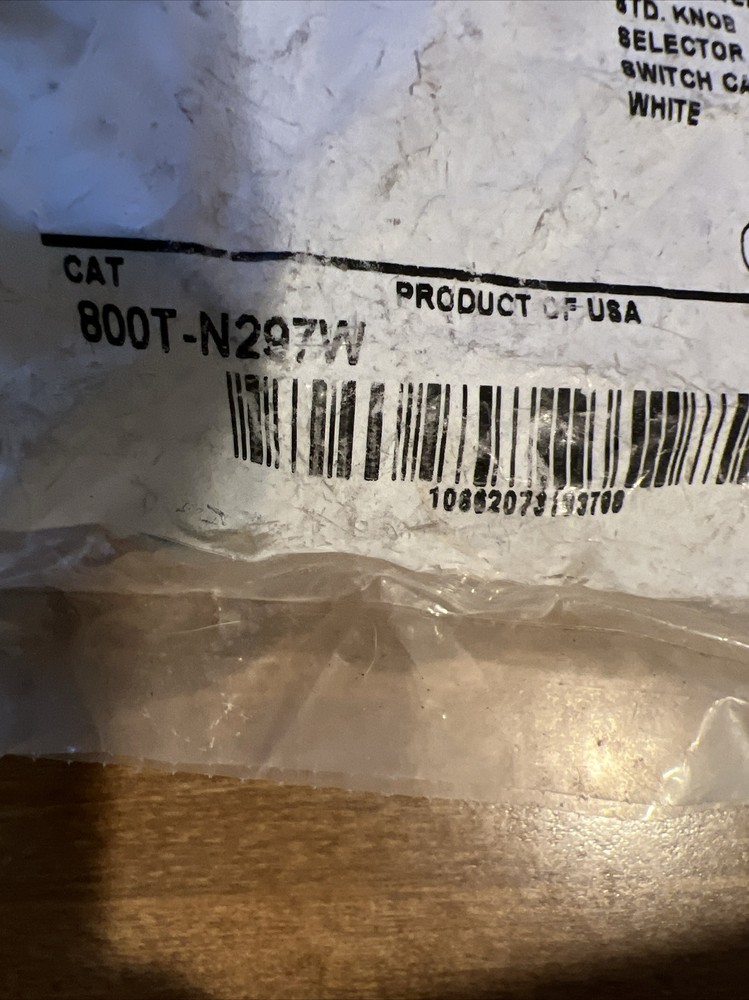 STD. KNOB
SELECTOR
SWITCH CA
WHITE
CAT
PRODUCT OF USA
800T-N297W